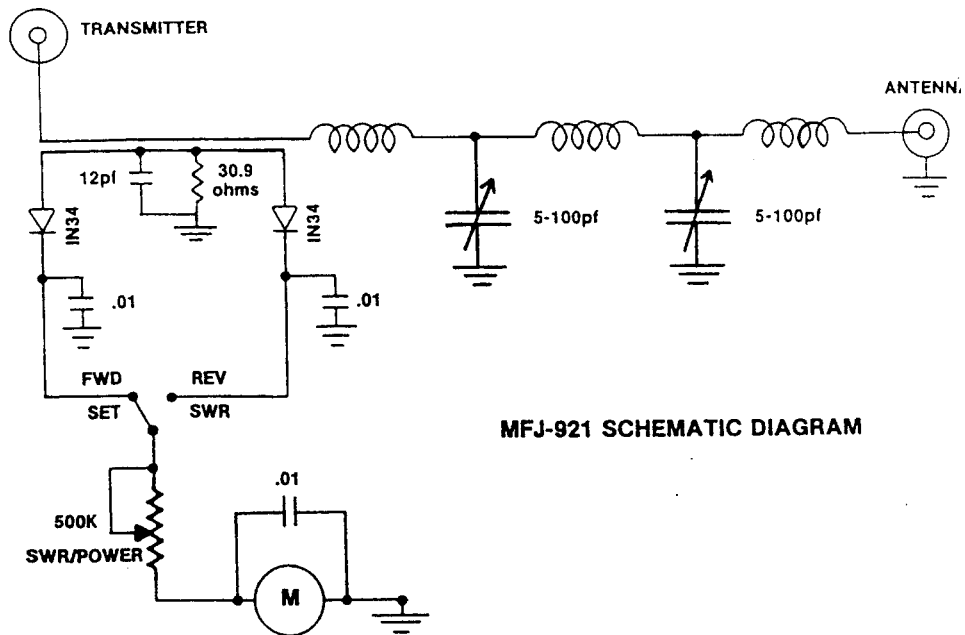 TRANSMITTER
ANTENNA
12pf
30.9
ohms
IN34
IN34
5-100pf
5-100pf
.01
.01
FWD
REV
SET
SWR
MFJ-921 SCHEMATIC DIAGRAM
.01
500K
SWR/POWER
M